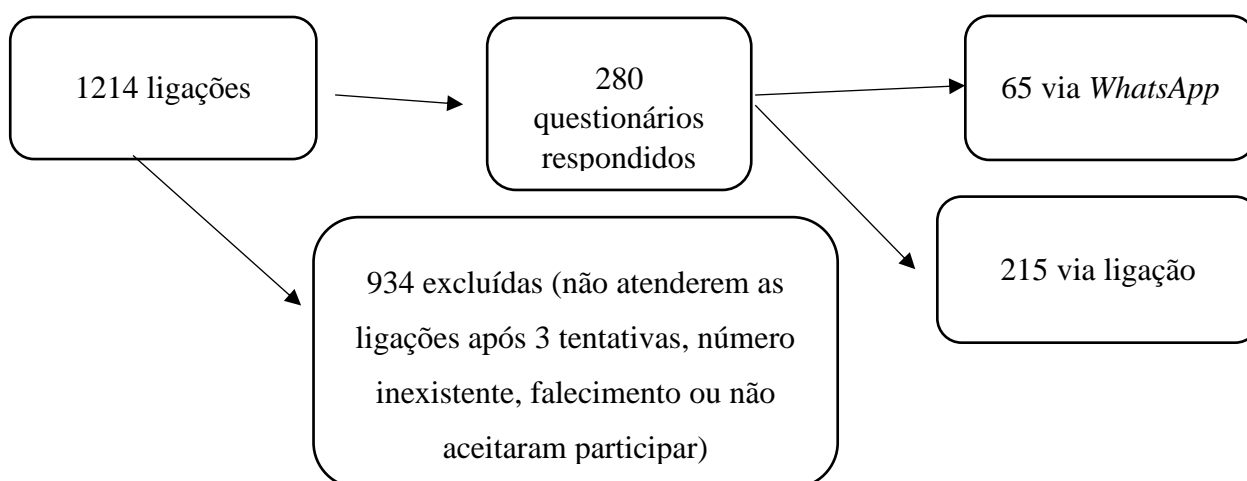 1214 ligações
280
questionários
respondidos
65 via WhatsApp
215 via ligação
934 excluídas (não atenderem as
ligações após 3 tentativas, número
inexistente, falecimento ou não
aceitaram participar)